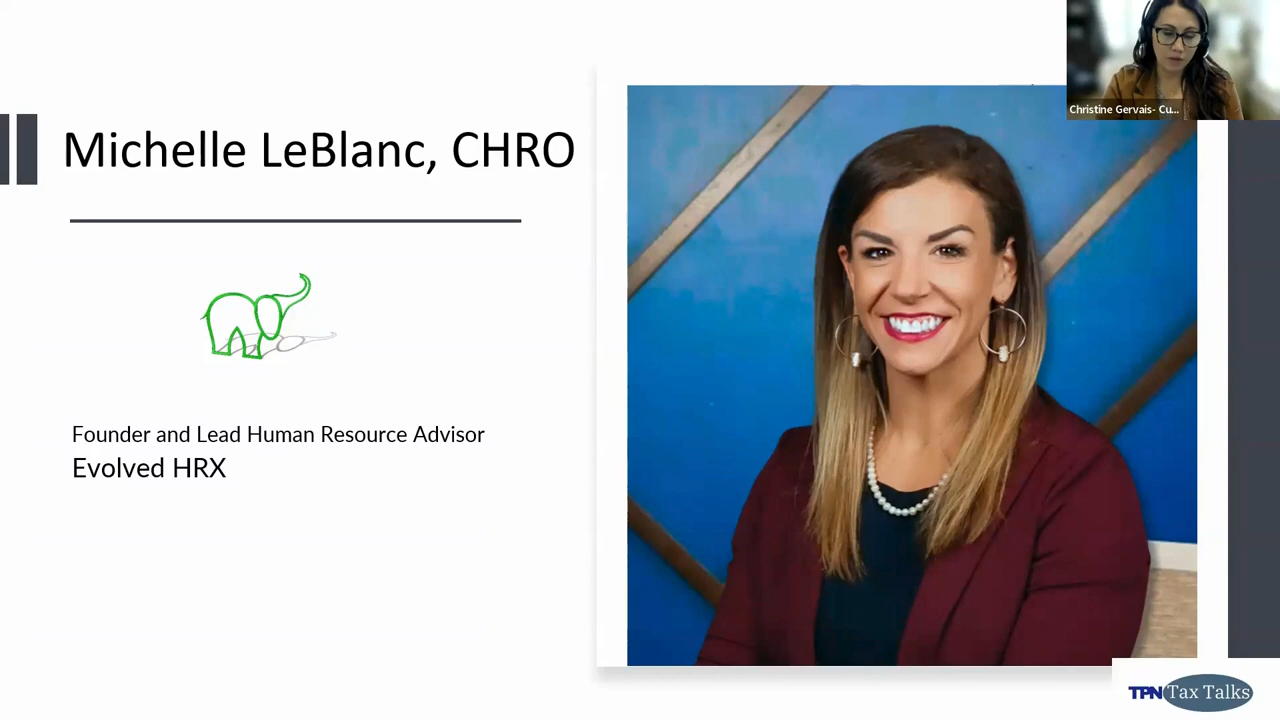 Christine Gervais- Cu...
Michelle LeBlanc, CHRO
Founder and Lead Human Resource Advisor
Evolved HRX
TPN Tax Talks